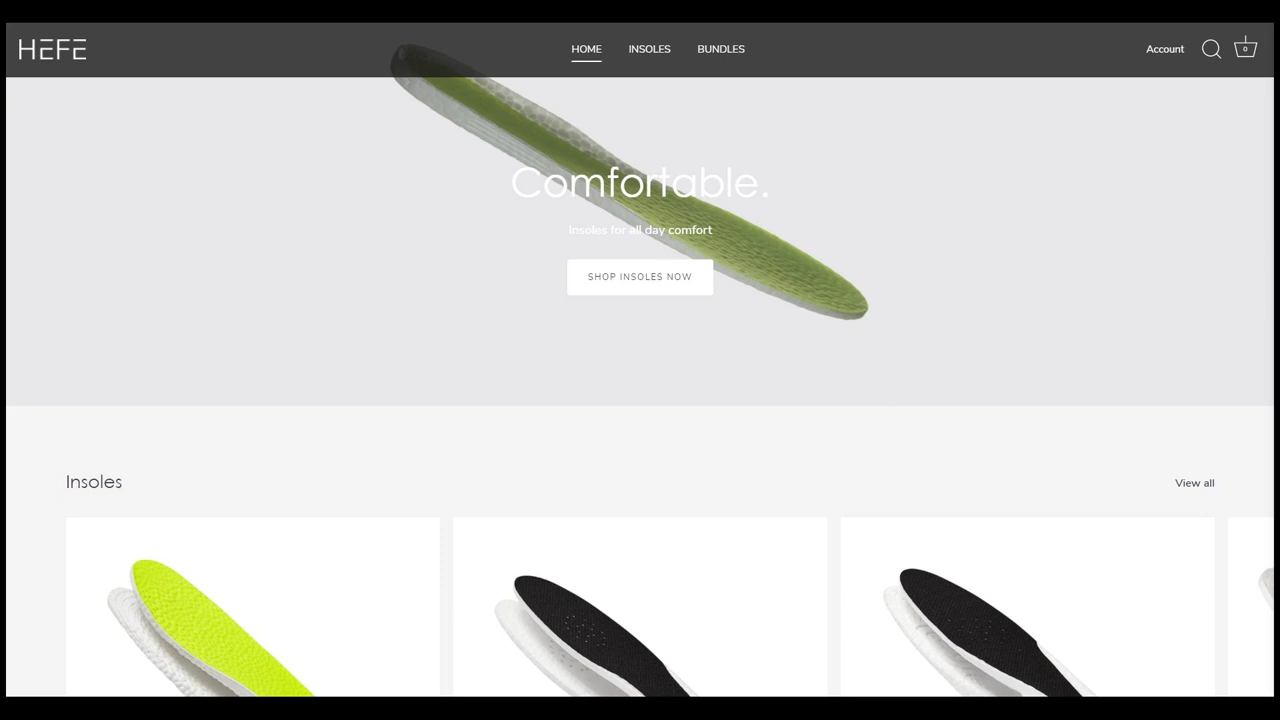 HEFE
HOME
INSOLES
BUNDLES
Account
0
Comfortable.
Insoles for all day comfort
SHOP INSOLES NOW
Insoles
View all